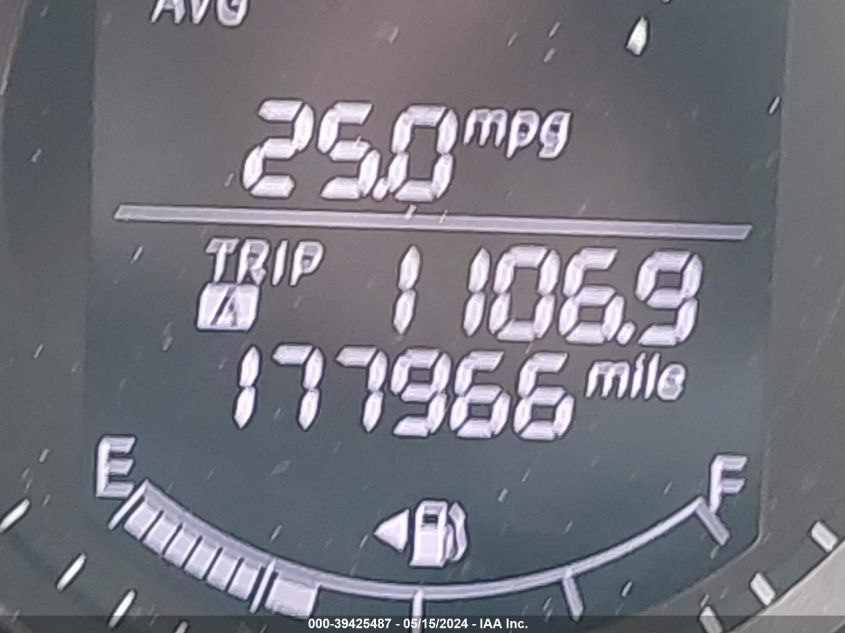 AVG
25.0 mpg
TRIP A 1106.9
177966 mile
E F
000-39425487 - 05/15/2024 - IAA Inc.